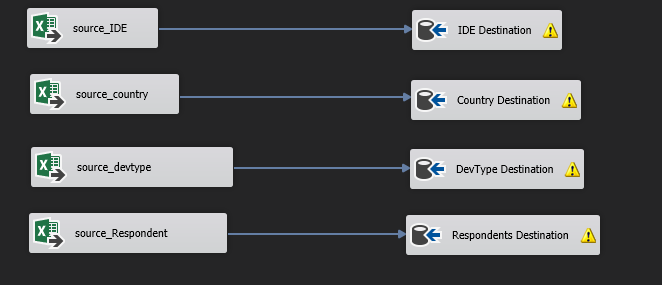 source_IDE
IDE Destination
source_country
Country Destination
source_devtype
DevType Destination
source_Respondent
Respondents Destination